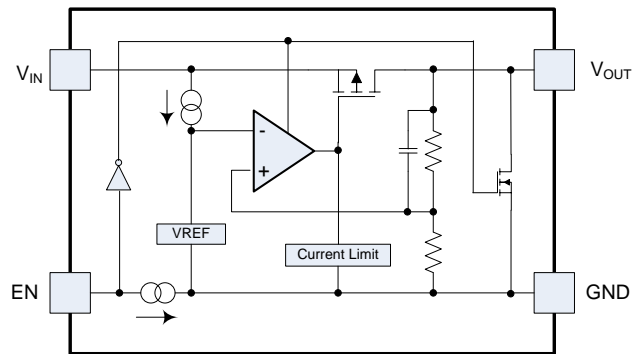 VIN
VOUT
-
+
VREF
Current Limit
EN
GND